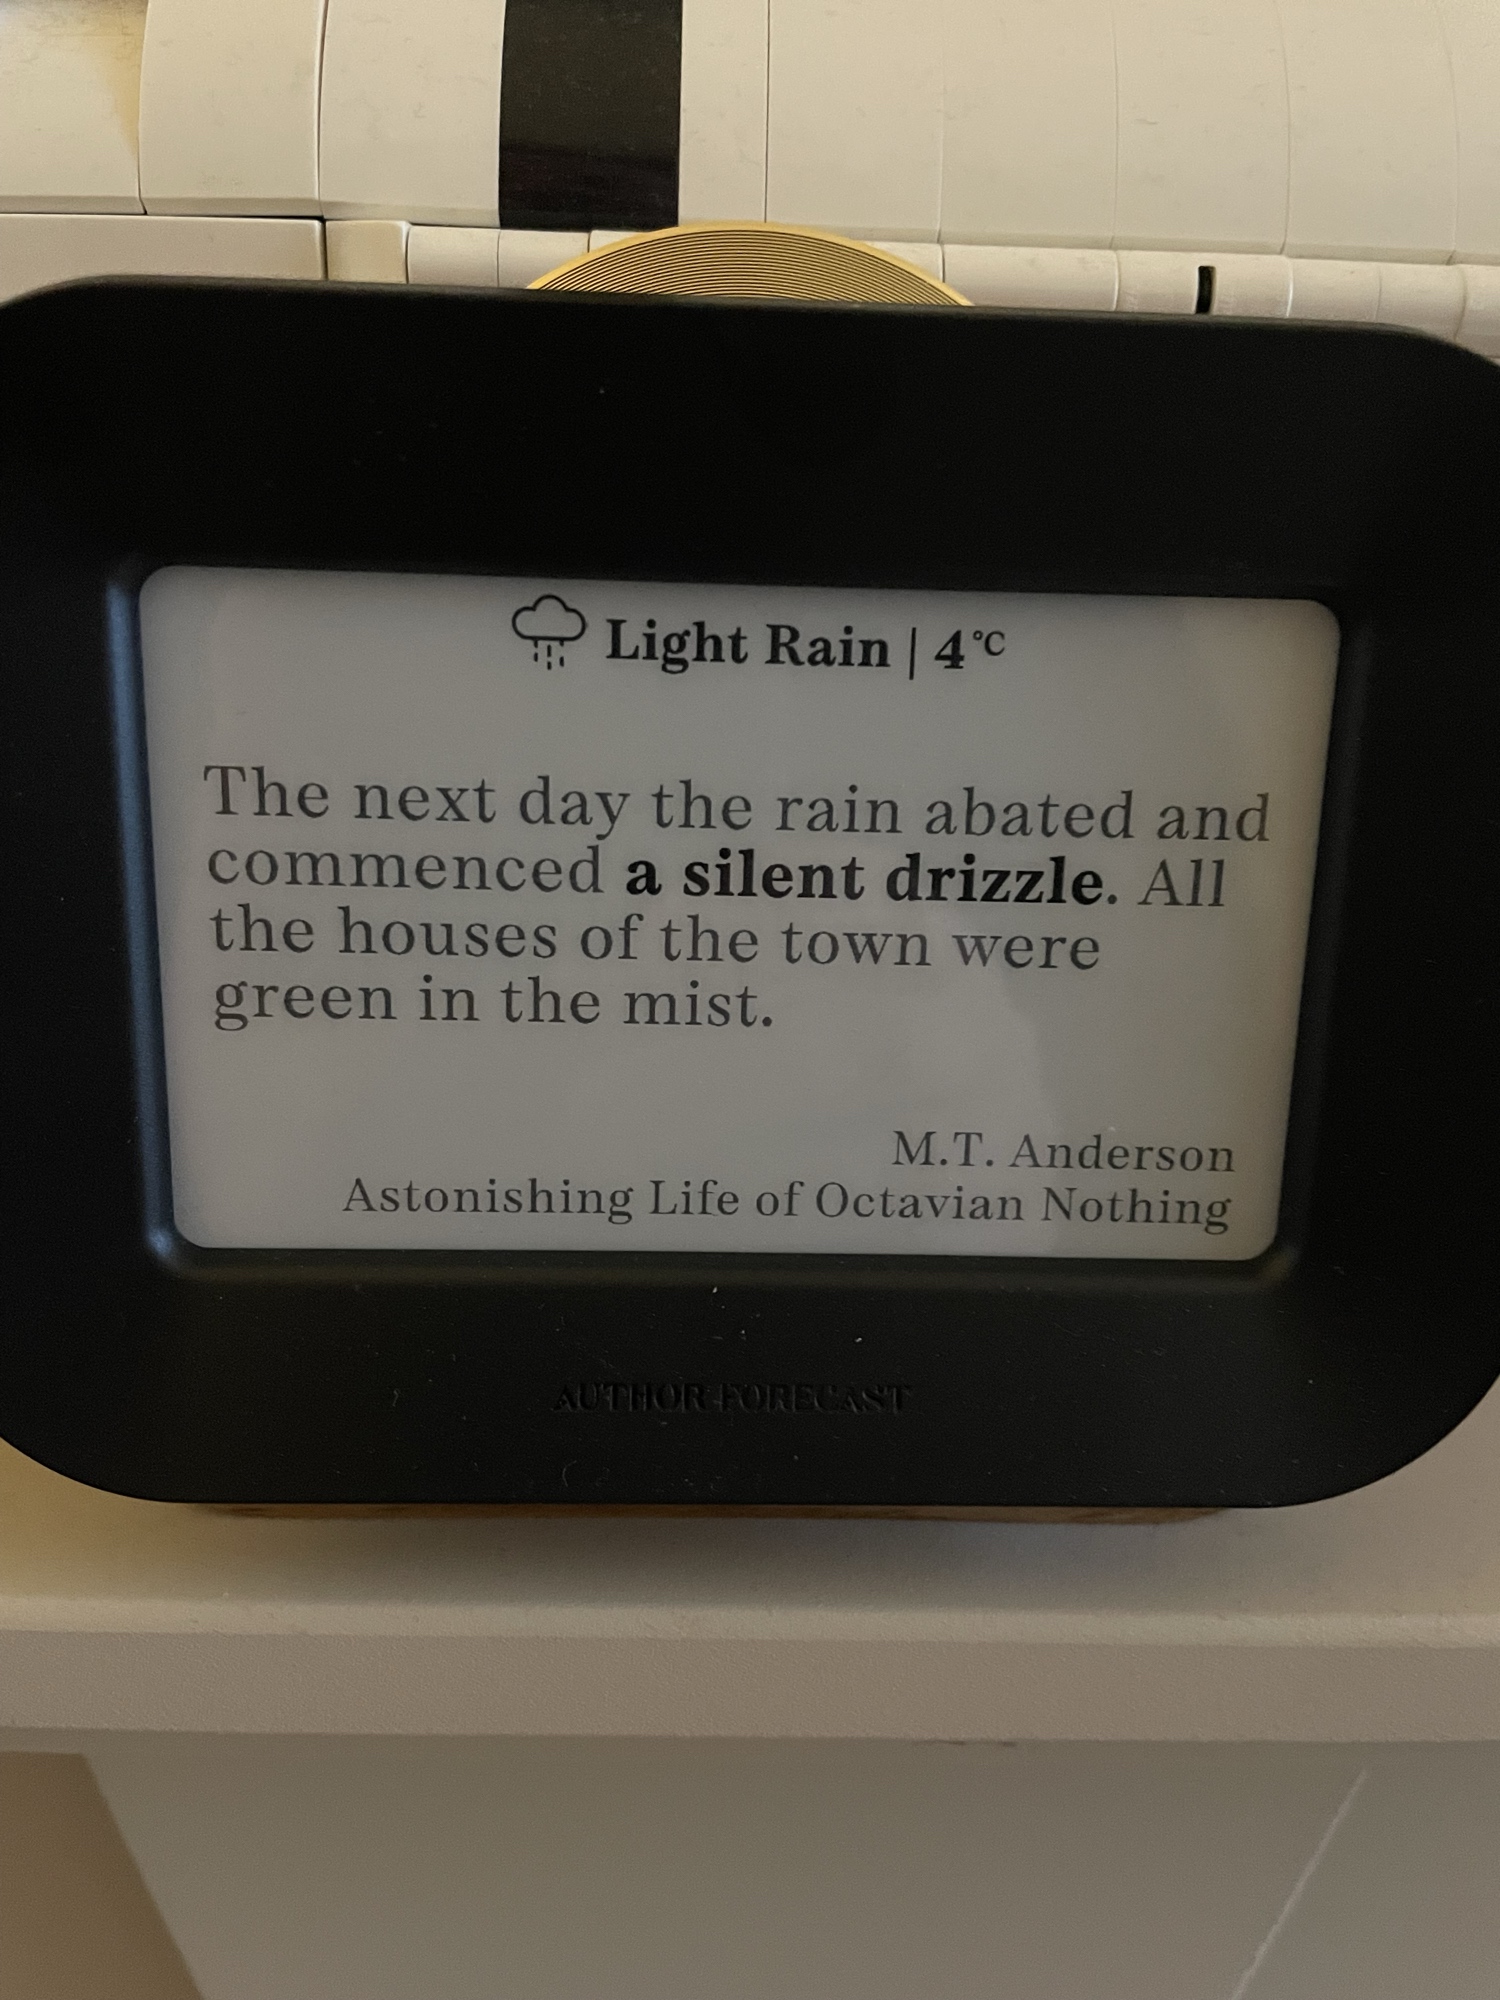 Light Rain | 4°C
The next day the rain abated and
commenced a silent drizzle. All
the houses of the town were
green in the mist.
M.T. Anderson
Astonishing Life of Octavian Nothing
AUTHOR FORECAST